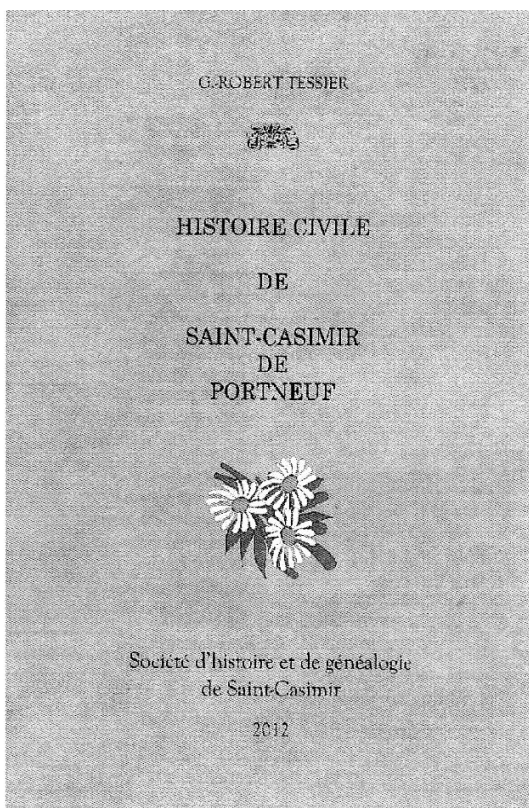 G.-ROBERT TESSIER
HISTOIRE CIVILE
DE
SAINT-CASIMIR
DE
PORTNEUF
Société d'histoire et de généalogie
de Saint-Casimir
2012